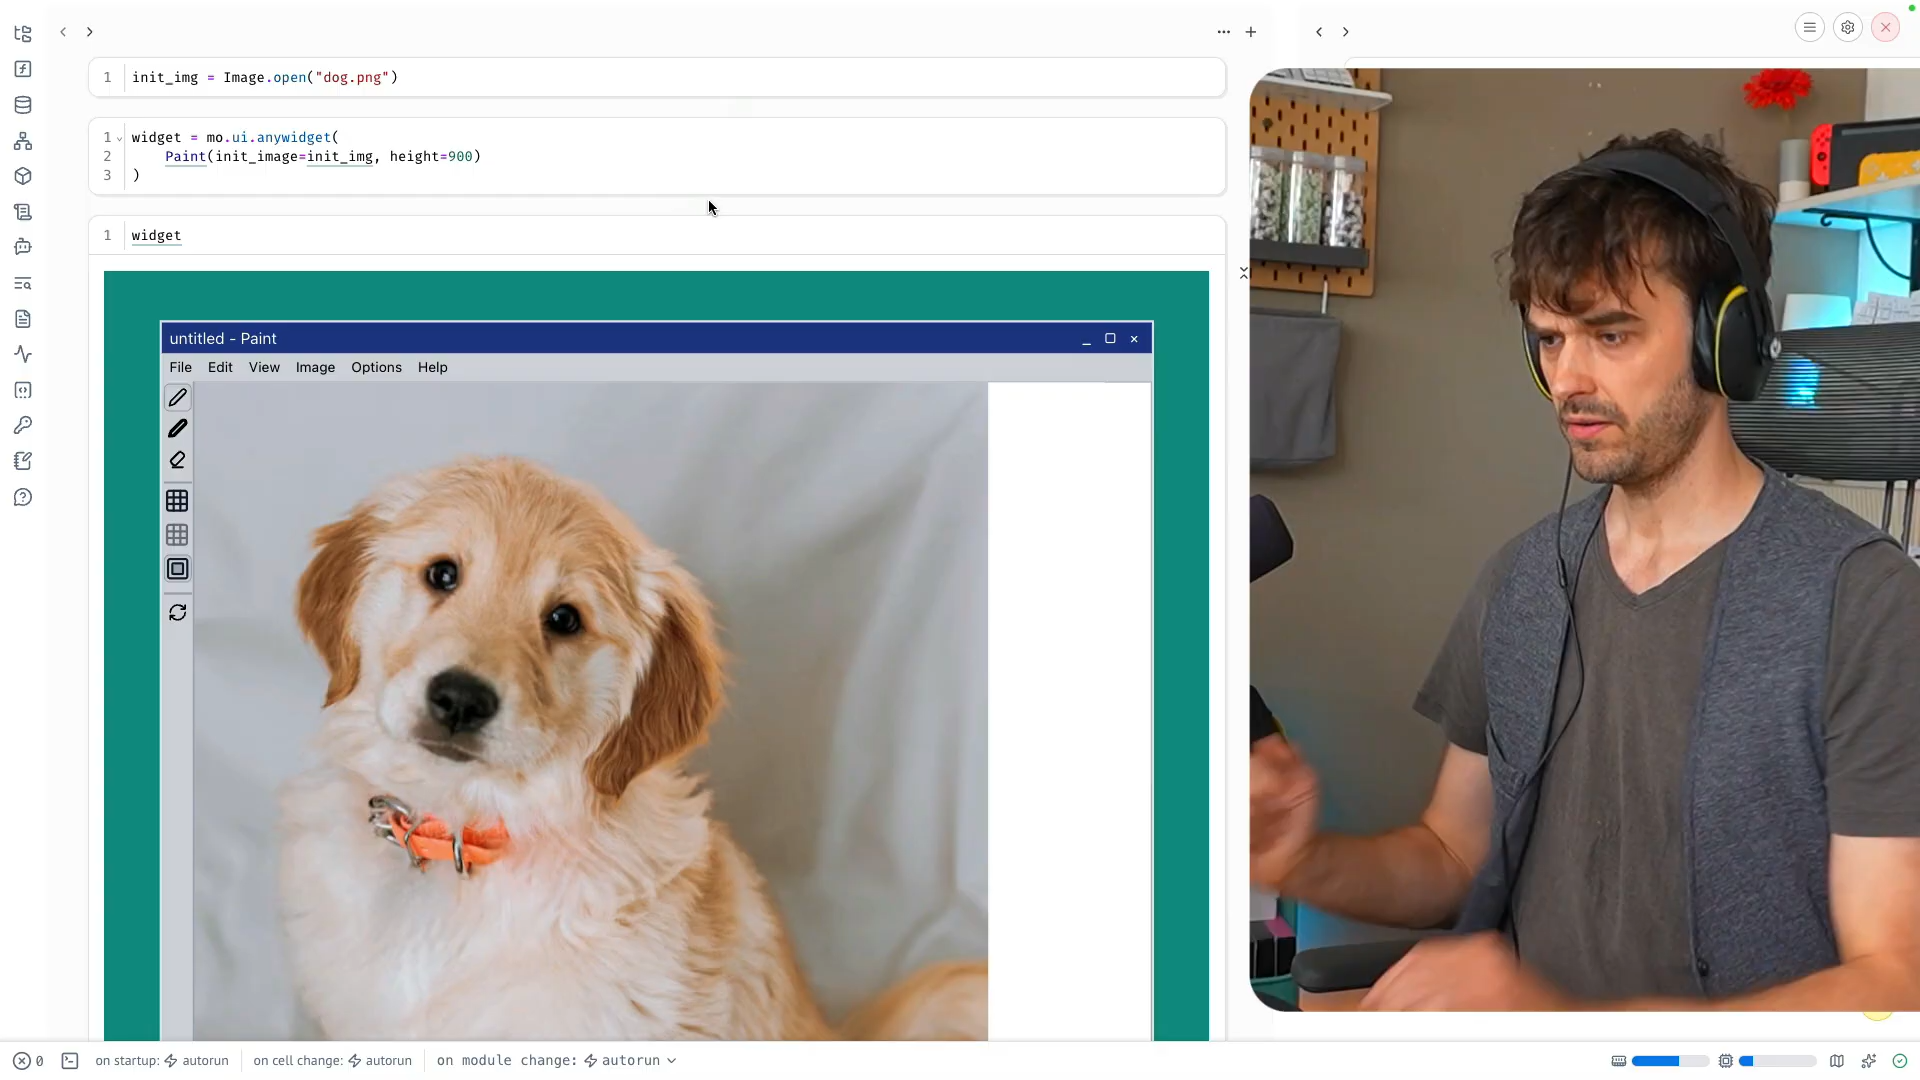 1 init_img = Image.open("dog.png")
1 widget = mo.ui.anywidget(
2 Paint(init_image=init_img, height=900)
3 )
1 widget
untitled - Paint
File Edit View Image Options Help
0 on startup: autorun on cell change: autorun on module change: autorun